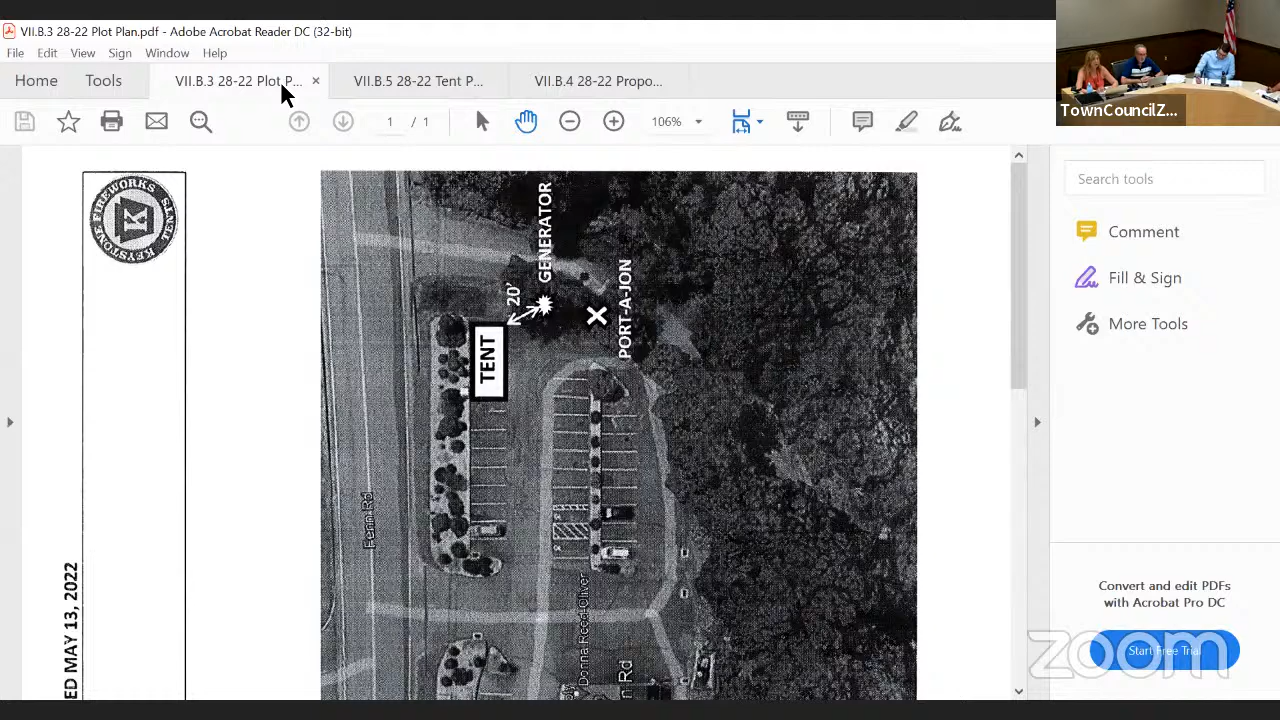 VII.B.3 28-22 Plot Plan.pdf - Adobe Acrobat Reader DC (32-bit)
File Edit View Sign Window Help
Home Tools VII.B.3 28-22 Plot P... × VII.B.5 28-22 Tent P... VII.B.4 28-22 Propo...
1 / 1 106%
TownCouncilZ...
Search tools
Comment
Fill & Sign
More Tools
Convert and edit PDFs
with Acrobat Pro DC
Start Free Trial
zoom
KEYSTONE FIREWORKS TENTS
K
ED MAY 13, 2022
GENERATOR
20'
PORT-A-JON
TENT
Fenn Rd
Donna Reed-Oliver
n Rd